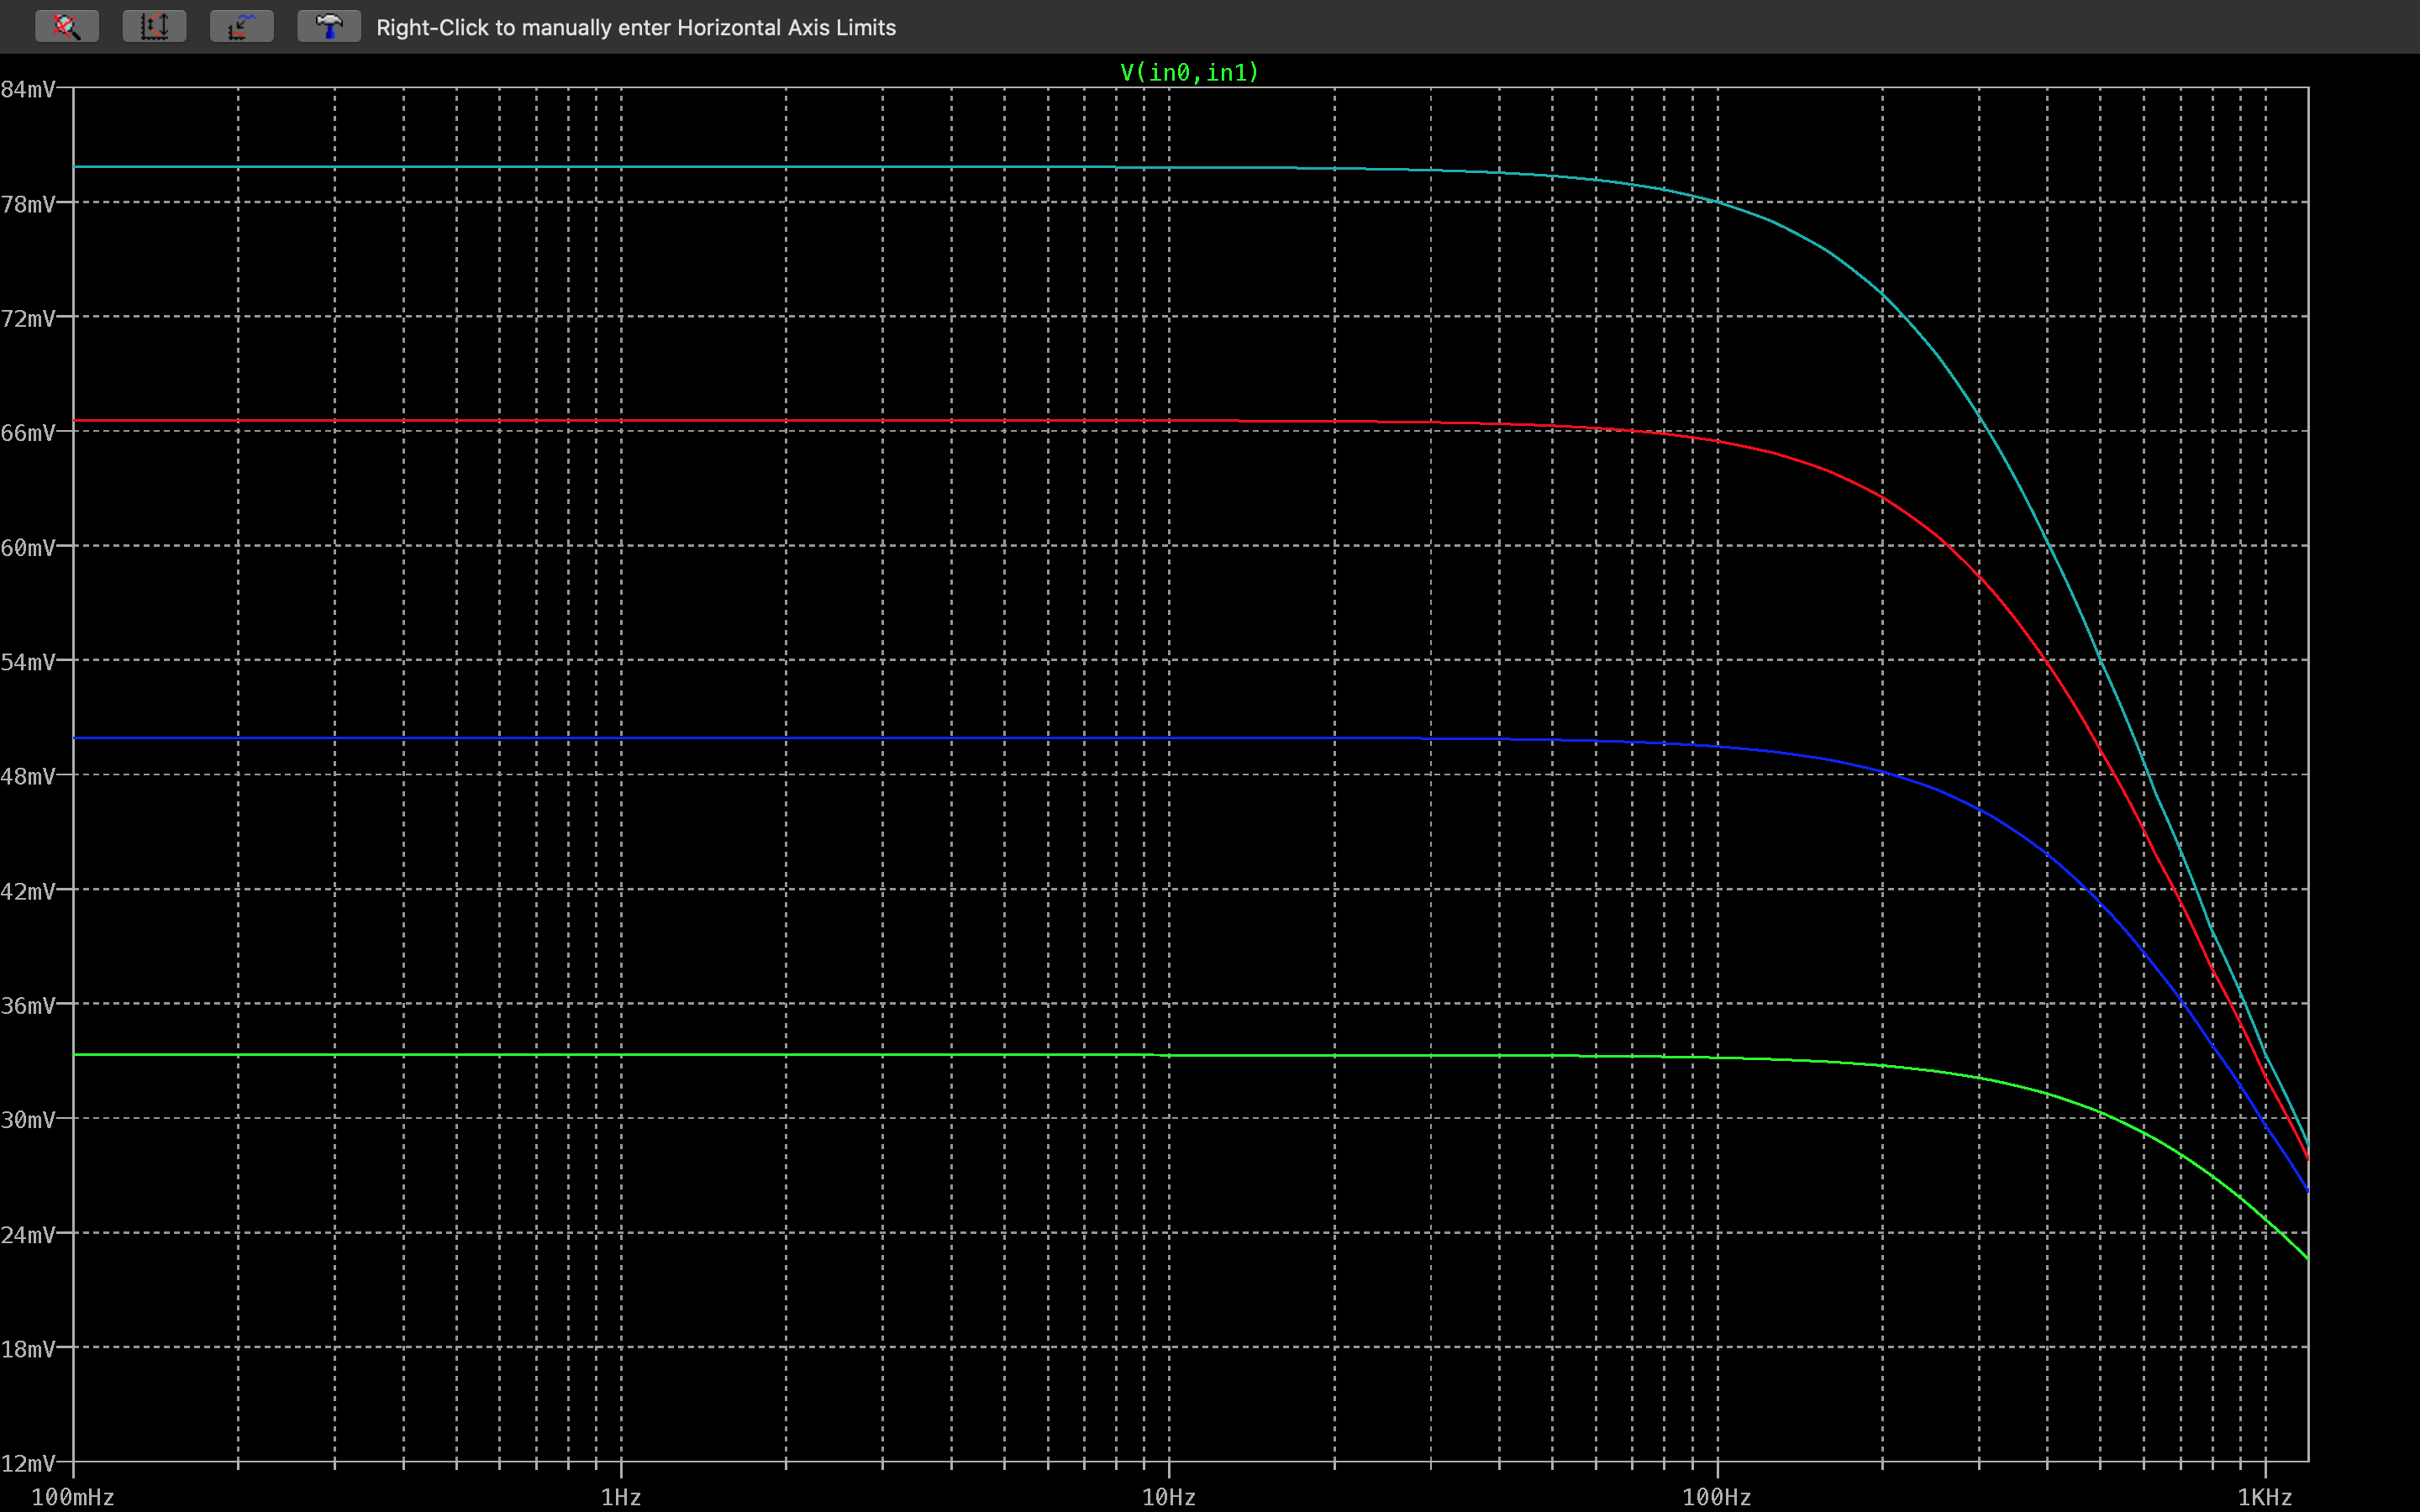 Right-Click to manually enter Horizontal Axis Limits
V(in0,in1)
84mV
78mV
72mV
66mV
60mV
54mV
48mV
42mV
36mV
30mV
24mV
18mV
12mV
100mHz 1Hz 10Hz 100Hz 1KHz